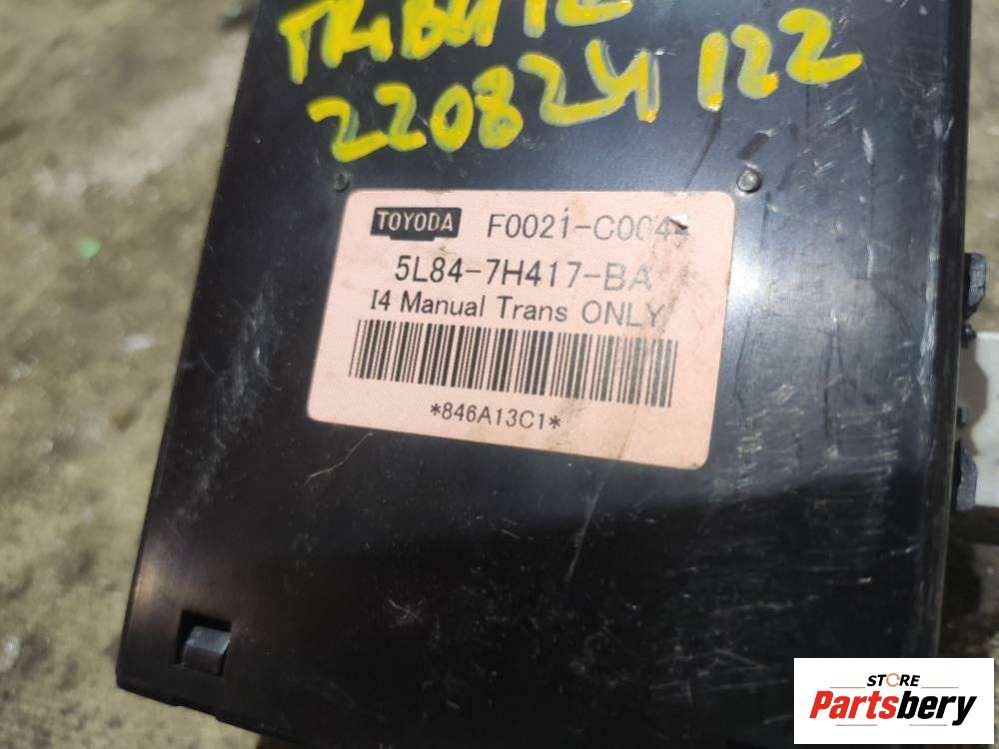 TRIBUTE
220824 122
TOYODA F0021-C004
5L84-7H417-BA
I4 Manual Trans ONLY
*846A13C1*
STORE
Partsbery